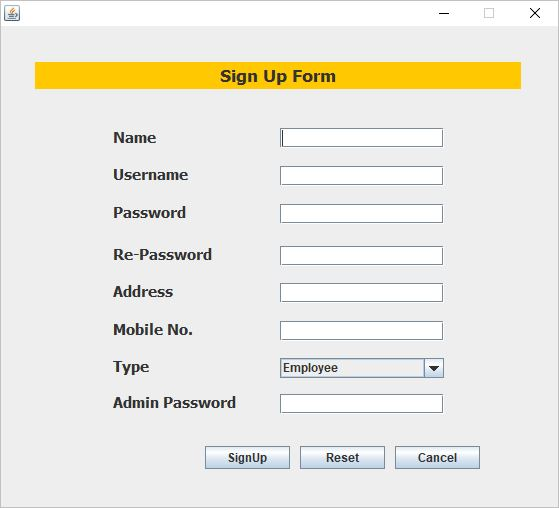 Sign Up Form
Name
Username
Password
Re-Password
Address
Mobile No.
Type Employee
Admin Password
SignUp Reset Cancel